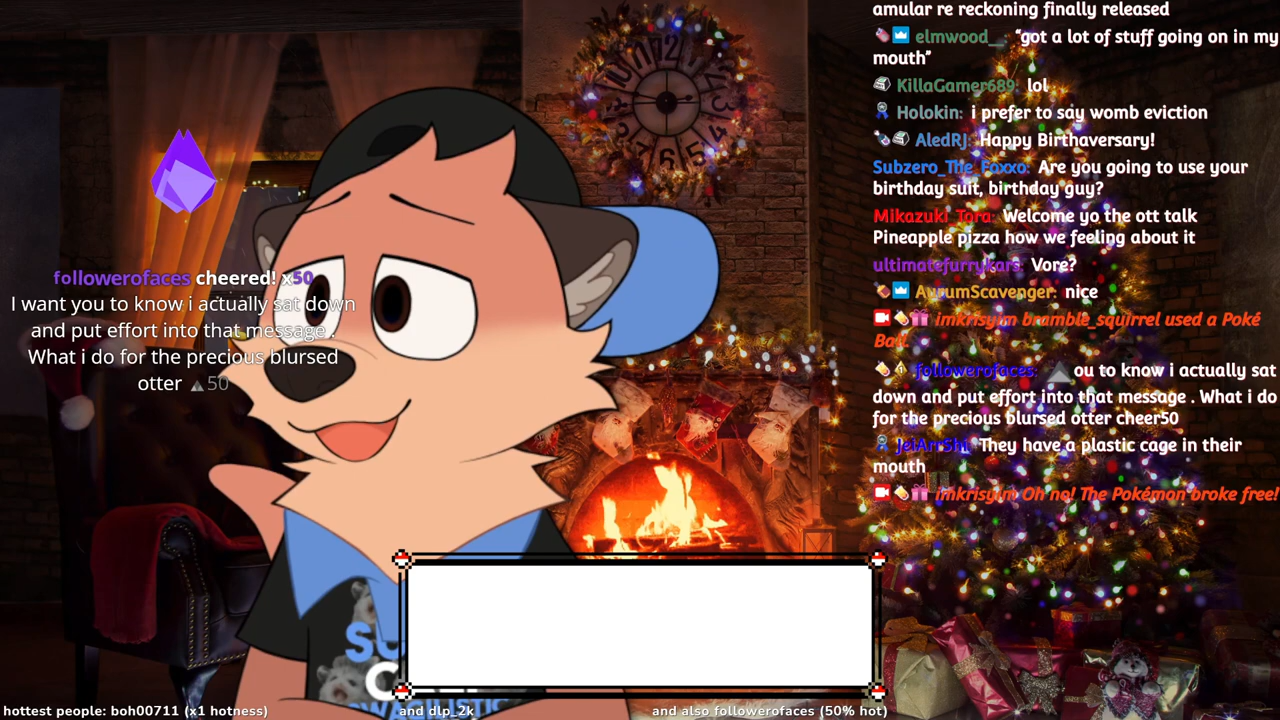 followerofaces cheered! x50
I want you to know i actually sat down
and put effort into that message .
What i do for the precious blursed
otter 50
amular re reckoning finally released
elmwood__: “got a lot of stuff going on in my
mouth”
KillaGamer689: lol
Holokin: i prefer to say womb eviction
AledRJ: Happy Birthaversary!
Subzero_The_Foxxo: Are you going to use your
birthday suit, birthday guy?
Mikazuki_Tora: Welcome yo the ott talk
Pineapple pizza how we feeling about it
ultimatefurrykars: Vore?
AurumScavenger: nice
imkrisyim bramble_squirrel used a Poké
Ball.
followerofaces: ou to know i actually sat
down and put effort into that message . What i do
for the precious blursed otter cheer50
JeiArrShi: They have a plastic cage in their
mouth
imkrisyim Oh no! The Pokémon broke free!
hottest people: boh00711 (x1 hotness)
and dlp_2k
and also followerofaces (50% hot)